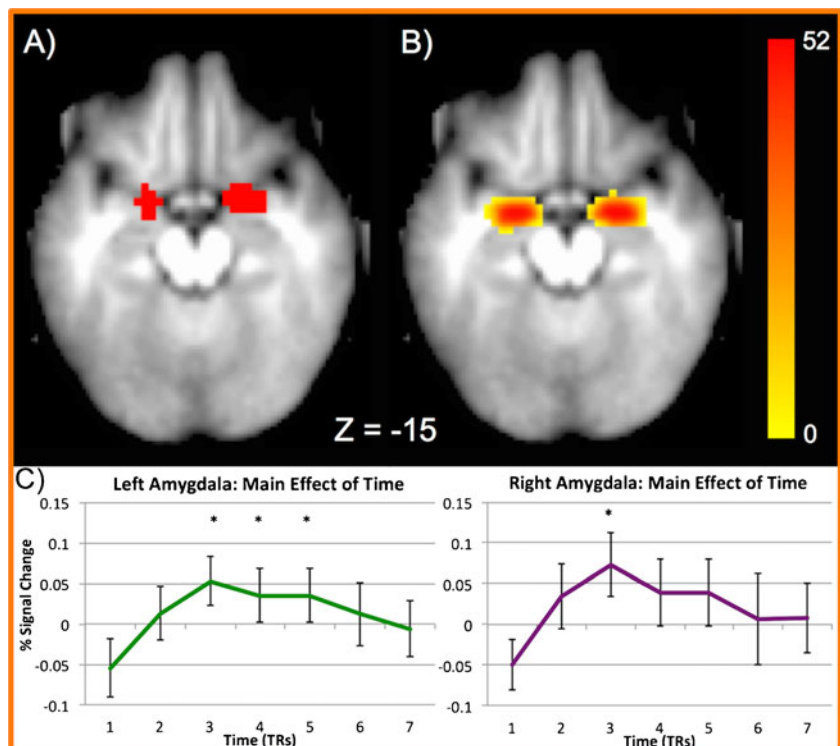 A)
B)
52
0
Z = -15
C)
Left Amygdala: Main Effect of Time
% Signal Change
0.15
0.1
0.05
0
-0.05
-0.1
* * *
1 2 3 4 5 6 7
Time (TRs)
Right Amygdala: Main Effect of Time
0.15
0.1
0.05
0
-0.05
-0.1
*
1 2 3 4 5 6 7
Time (TRs)